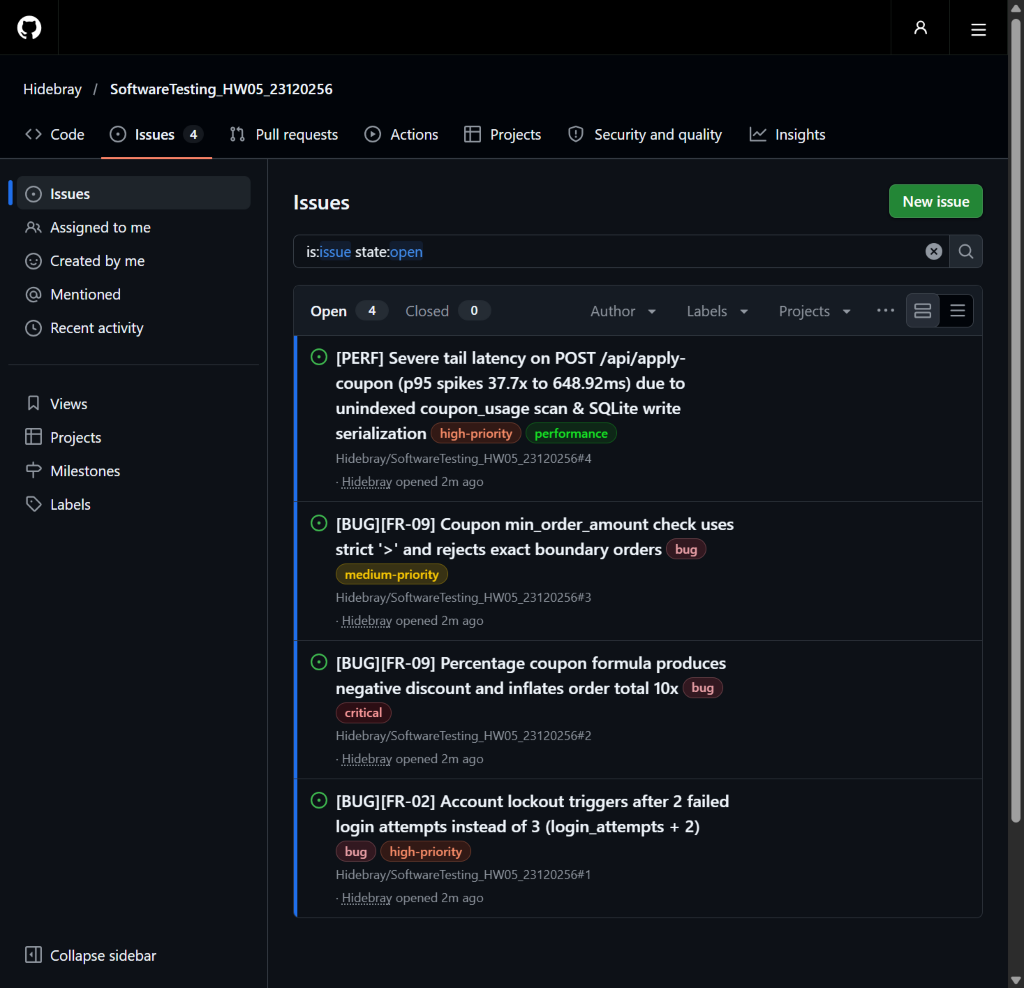 Hidebray / SoftwareTesting_HW05_23120256
Code Issues 4 Pull requests Actions Projects Security and quality Insights
Issues
Assigned to me
Created by me
Mentioned
Recent activity
Views
Projects
Milestones
Labels
Collapse sidebar
Issues
New issue
is:issue state:open
Open 4 Closed 0 Author Labels Projects
[PERF] Severe tail latency on POST /api/apply-
coupon (p95 spikes 37.7x to 648.92ms) due to
unindexed coupon_usage scan & SQLite write
serialization high-priority performance
Hidebray/SoftwareTesting_HW05_23120256#4
· Hidebray opened 2m ago
[BUG][FR-09] Coupon min_order_amount check uses
strict '>' and rejects exact boundary orders bug
medium-priority
Hidebray/SoftwareTesting_HW05_23120256#3
· Hidebray opened 2m ago
[BUG][FR-09] Percentage coupon formula produces
negative discount and inflates order total 10x bug
critical
Hidebray/SoftwareTesting_HW05_23120256#2
· Hidebray opened 2m ago
[BUG][FR-02] Account lockout triggers after 2 failed
login attempts instead of 3 (login_attempts + 2)
bug high-priority
Hidebray/SoftwareTesting_HW05_23120256#1
· Hidebray opened 2m ago